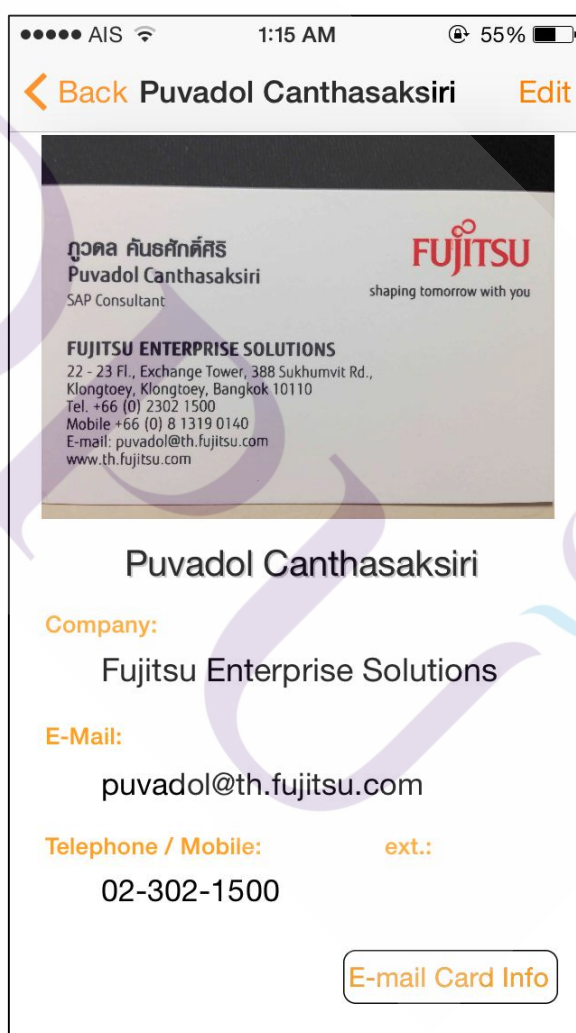 AIS 1:15 AM 55%
Back Puvadol Canthasaksiri Edit
ภูวดล คันธศักดิ์ศิริ
Puvadol Canthasaksiri
SAP Consultant
FUJITSU
shaping tomorrow with you
FUJITSU ENTERPRISE SOLUTIONS
22 - 23 Fl., Exchange Tower, 388 Sukhumvit Rd.,
Klongtoey, Klongtoey, Bangkok 10110
Tel. +66 (0) 2302 1500
Mobile +66 (0) 8 1319 0140
E-mail: puvadol@th.fujitsu.com
www.th.fujitsu.com
Puvadol Canthasaksiri
Company:
Fujitsu Enterprise Solutions
E-Mail:
puvadol@th.fujitsu.com
Telephone / Mobile: ext.:
02-302-1500
E-mail Card Info